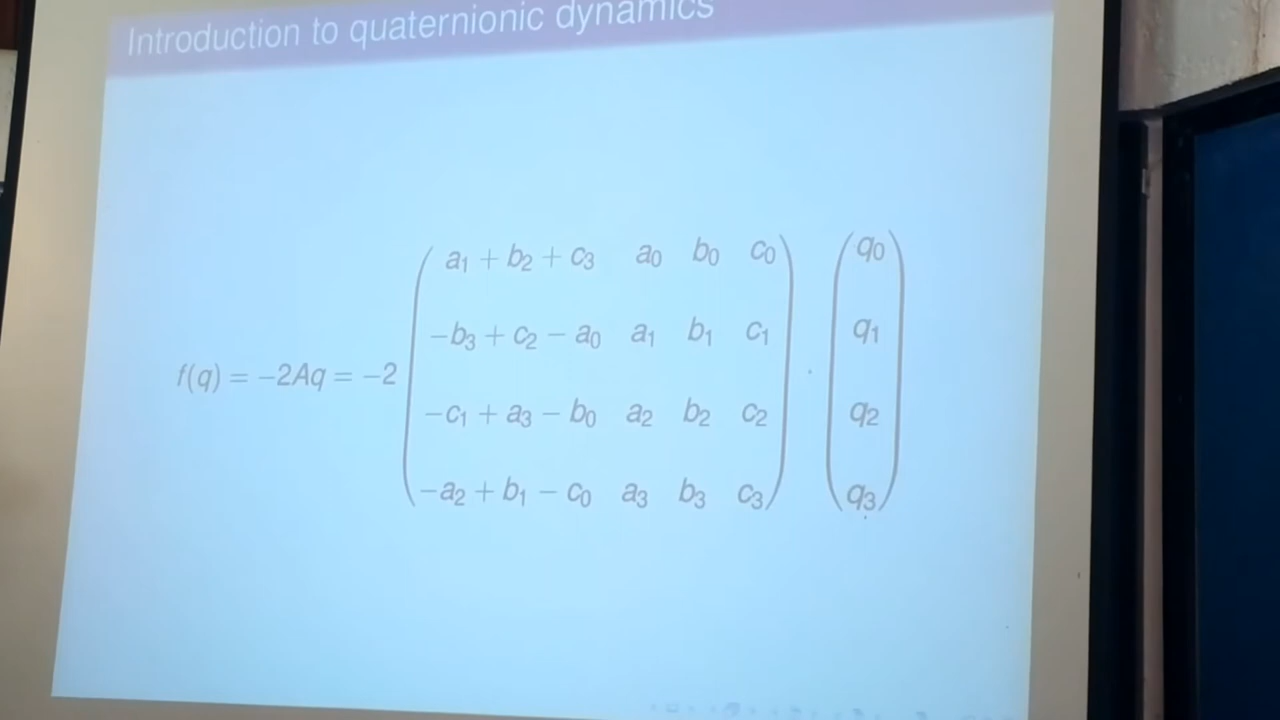 Introduction to quaternionic dynamics
a₁ + b₂ + c₃ a₀ b₀ c₀ q₀
−b₃ + c₂ − a₀ a₁ b₁ c₁ q₁
f(q) = −2Aq = −2 ·
−c₁ + a₃ − b₀ a₂ b₂ c₂ q₂
−a₂ + b₁ − c₀ a₃ b₃ c₃ q₃